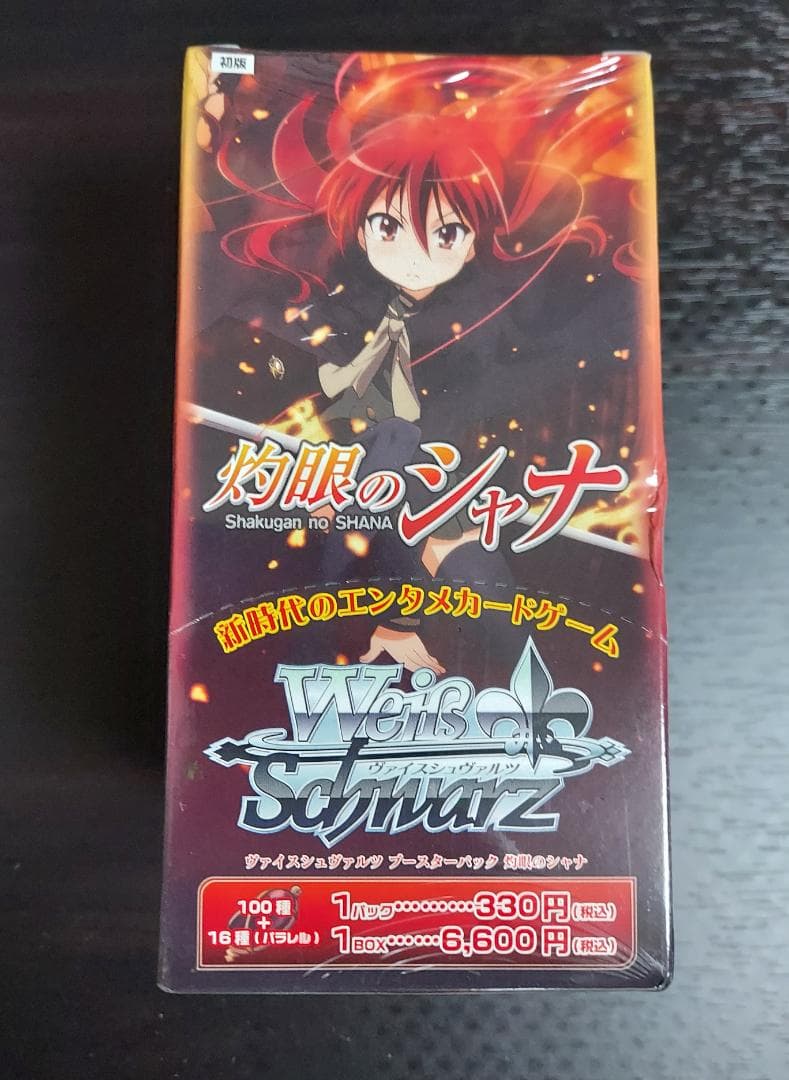 初版
灼眼のシャナ
Shakugan no SHANA
新時代のエンタメカードゲーム
Weiß
ヴァイスシュヴァルツ
Schwarz
ヴァイスシュヴァルツ ブースターパック 灼眼のシャナ
100種
+
16種(パラレル)
1パック…………330円(税込)
1BOX………6,600円(税込)